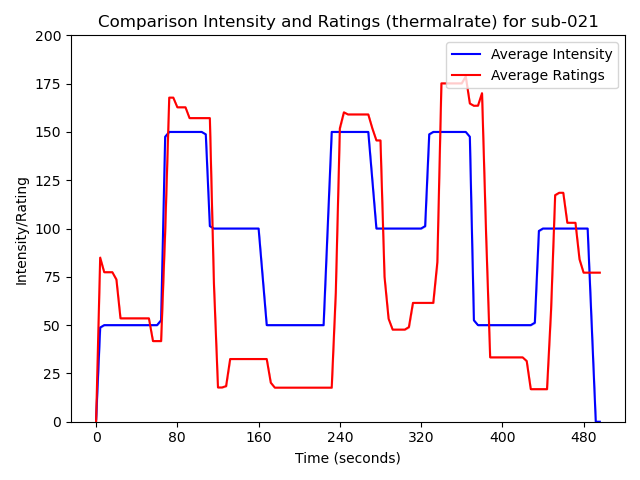 Comparison Intensity and Ratings (thermalrate) for sub-021
200
175
150
125
100
75
50
25
0
Intensity/Rating
Average Intensity
Average Ratings
0 80 160 240 320 400 480
Time (seconds)